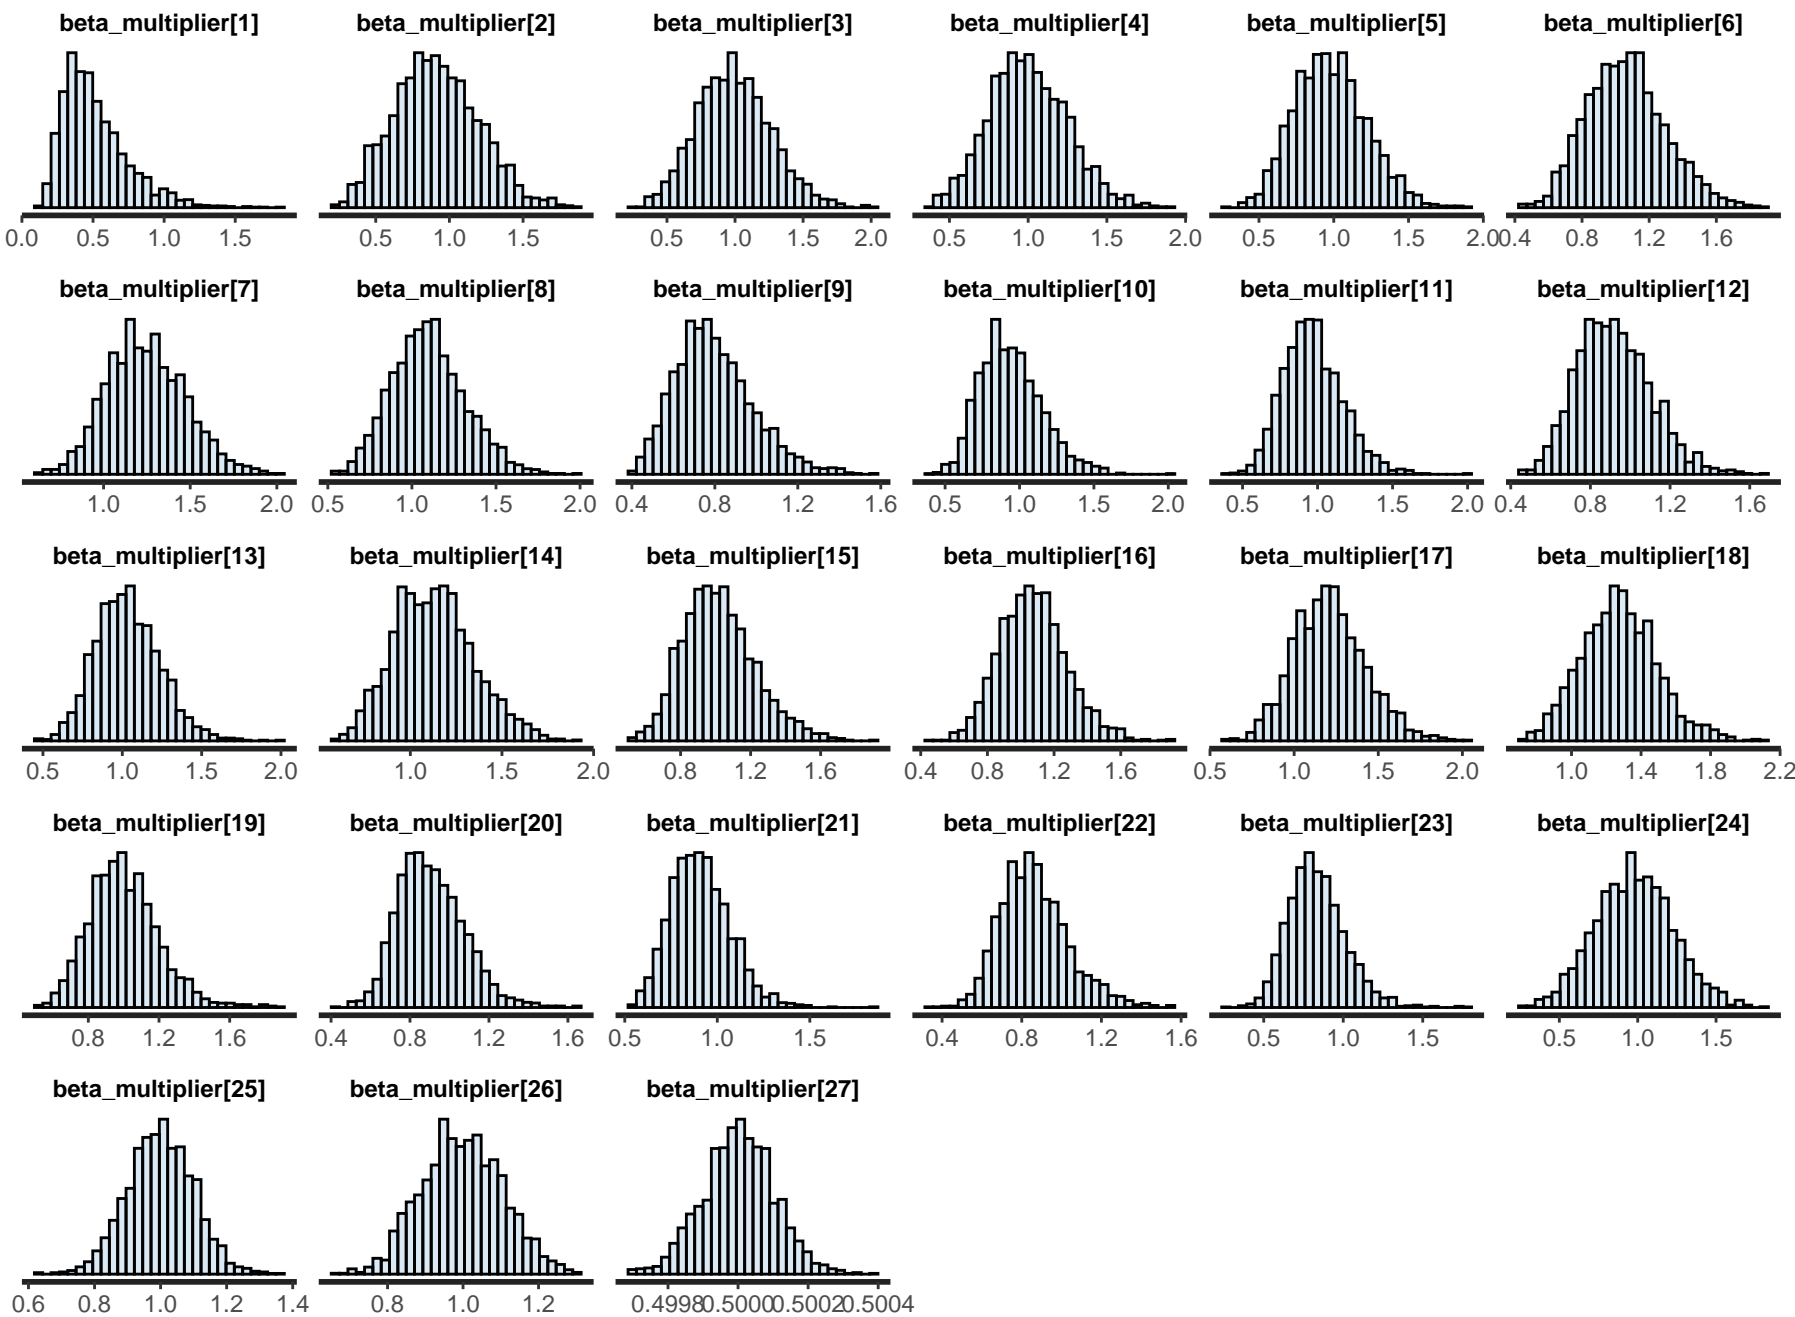 beta_multiplier[1] beta_multiplier[2] beta_multiplier[3] beta_multiplier[4] beta_multiplier[5] beta_multiplier[6]
0.0 0.5 1.0 1.5 0.5 1.0 1.5 0.5 1.0 1.5 2.0 0.5 1.0 1.5 2.0 0.5 1.0 1.5 2.0 0.4 0.8 1.2 1.6
beta_multiplier[7] beta_multiplier[8] beta_multiplier[9] beta_multiplier[10] beta_multiplier[11] beta_multiplier[12]
1.0 1.5 2.0 0.5 1.0 1.5 2.0 0.4 0.8 1.2 1.6 0.5 1.0 1.5 2.0 0.5 1.0 1.5 2.0 0.4 0.8 1.2 1.6
beta_multiplier[13] beta_multiplier[14] beta_multiplier[15] beta_multiplier[16] beta_multiplier[17] beta_multiplier[18]
0.5 1.0 1.5 2.0 1.0 1.5 2.0 0.8 1.2 1.6 0.4 0.8 1.2 1.6 0.5 1.0 1.5 2.0 1.0 1.4 1.8 2.2
beta_multiplier[19] beta_multiplier[20] beta_multiplier[21] beta_multiplier[22] beta_multiplier[23] beta_multiplier[24]
0.8 1.2 1.6 0.4 0.8 1.2 1.6 0.5 1.0 1.5 0.4 0.8 1.2 1.6 0.5 1.0 1.5 0.5 1.0 1.5
beta_multiplier[25] beta_multiplier[26] beta_multiplier[27]
0.6 0.8 1.0 1.2 1.4 0.8 1.0 1.2 0.4998 0.5000 0.5002 0.5004